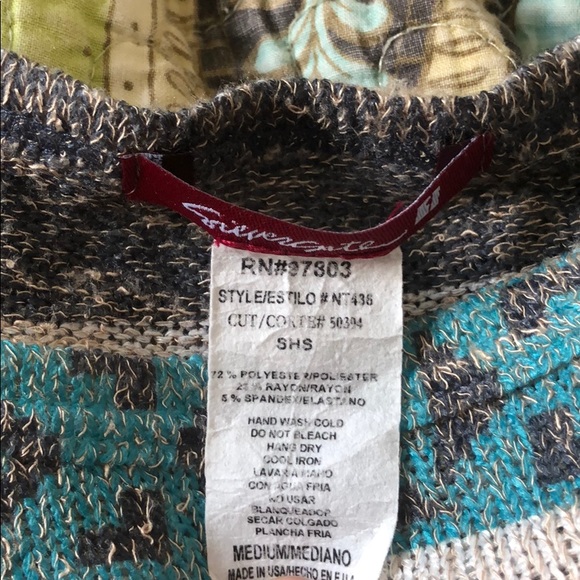 Silvergate
RN#37803
STYLE/ESTILO # NT436
CUT/CORTE# 50394
SHS
72 % POLYESTER/POLIESTER
23 % RAYON/RAYON
5 % SPANDEX/ELASTANO
HAND WASH COLD
DO NOT BLEACH
HANG DRY
COOL IRON
LAVAR A MANO
CON AGUA FRIA
NO USAR
BLANQUEADOR
SECAR COLGADO
PLANCHA FRIA
MEDIUM/MEDIANO
MADE IN USA/HECHO EN E.U.A